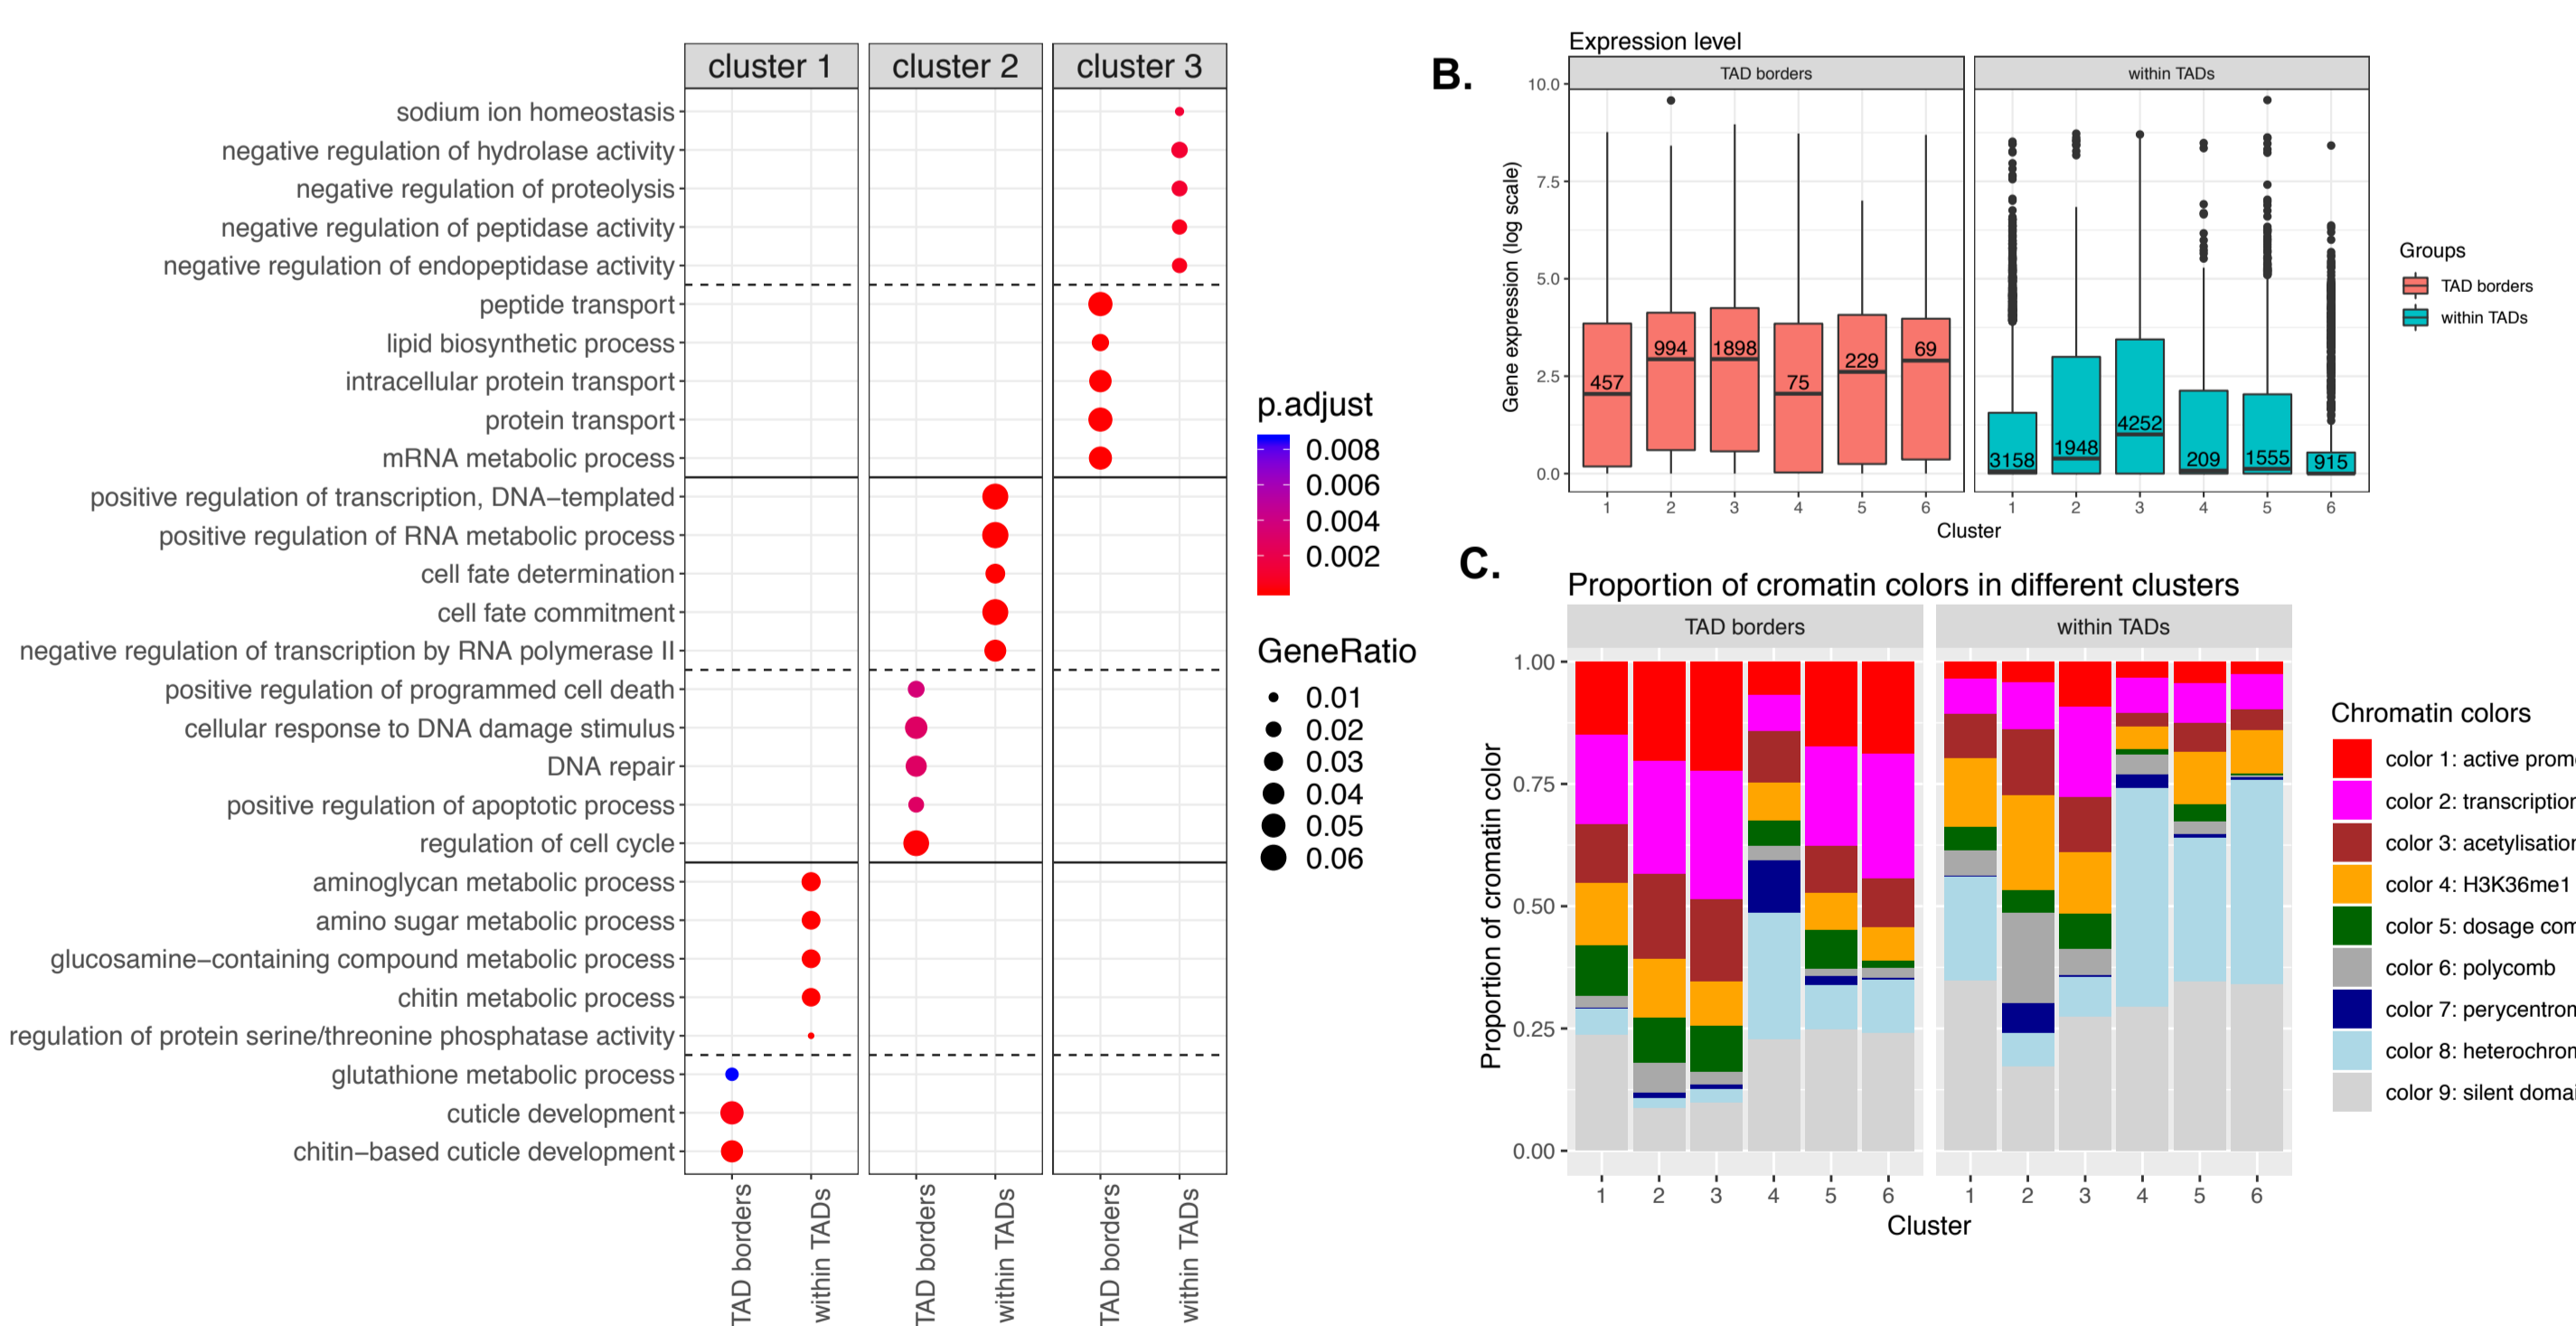 cluster 1
cluster 2
cluster 3
sodium ion homeostasis
negative regulation of hydrolase activity
negative regulation of proteolysis
negative regulation of peptidase activity
negative regulation of endopeptidase activity
peptide transport
lipid biosynthetic process
intracellular protein transport
protein transport
mRNA metabolic process
positive regulation of transcription, DNA−templated
positive regulation of RNA metabolic process
cell fate determination
cell fate commitment
negative regulation of transcription by RNA polymerase II
positive regulation of programmed cell death
cellular response to DNA damage stimulus
DNA repair
positive regulation of apoptotic process
regulation of cell cycle
aminoglycan metabolic process
amino sugar metabolic process
glucosamine−containing compound metabolic process
chitin metabolic process
regulation of protein serine/threonine phosphatase activity
glutathione metabolic process
cuticle development
chitin−based cuticle development
TAD borders
within TADs
TAD borders
within TADs
TAD borders
within TADs
p.adjust
0.008
0.006
0.004
0.002
GeneRatio
0.01
0.02
0.03
0.04
0.05
0.06
B.
Expression level
TAD borders
within TADs
Gene expression (log scale)
10.0
7.5
5.0
2.5
0.0
457
994
1898
75
229
69
3158
1948
4252
209
1555
915
1 2 3 4 5 6
1 2 3 4 5 6
Cluster
Groups
TAD borders
within TADs
C.
Proportion of cromatin colors in different clusters
TAD borders
within TADs
Proportion of cromatin color
1.00
0.75
0.50
0.25
0.00
1 2 3 4 5 6
1 2 3 4 5 6
Cluster
Chromatin colors
color 1: active prom
color 2: transcription
color 3: acetylisation
color 4: H3K36me1
color 5: dosage com
color 6: polycomb
color 7: perycentron
color 8: heterochron
color 9: silent domai